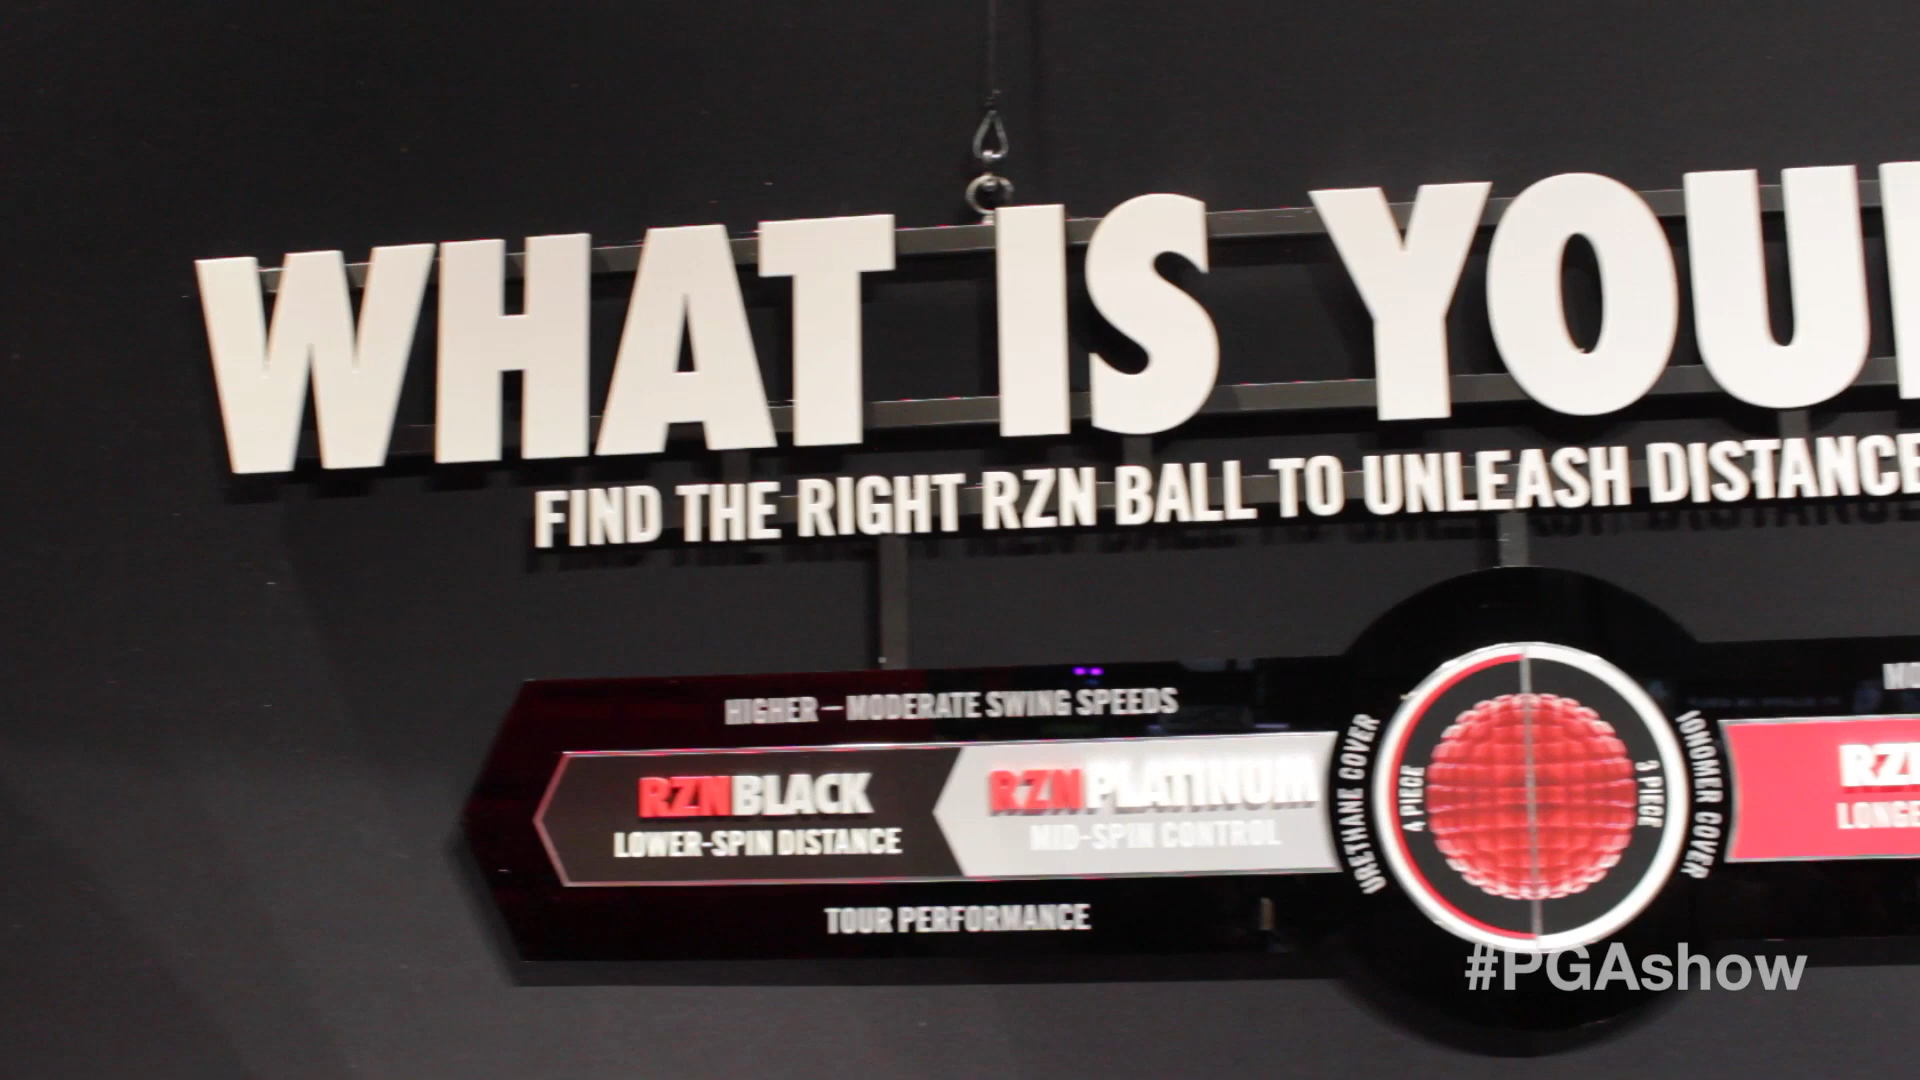 WHAT IS YOUR
FIND THE RIGHT RZN BALL TO UNLEASH DISTANCE
HIGHER – MODERATE SWING SPEEDS
RZNBLACK
LOWER-SPIN DISTANCE
RZNPLATINUM
MID-SPIN CONTROL
TOUR PERFORMANCE
URETHANE COVER
4 PIECE
3 PIECE
IONOMER COVER
#PGAshow